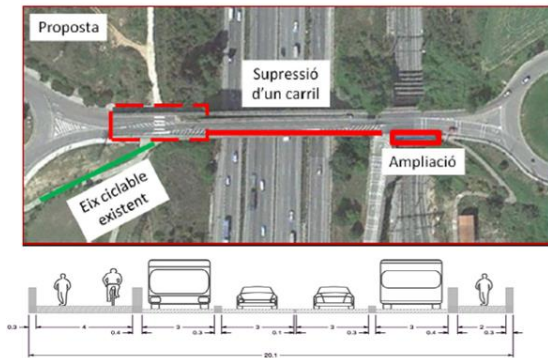 Proposta
Supressió
d'un carril
Ampliació
Eix ciclable
existent
0.3 4 0.4 3 0.3 3 0.1 3 0.3 3 0.4 2 0.3
20.1